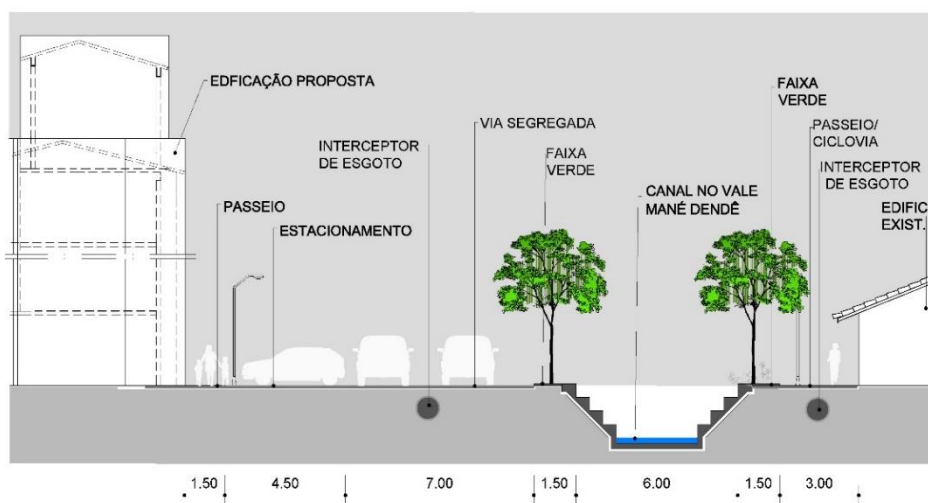 EDFICAÇÃO PROPOSTA
PASSEIO
ESTACIONAMENTO
INTERCEPTOR
DE ESGOTO
VIA SEGREGADA
FAIXA
VERDE
CANAL NO VALE
MANÉ DENDÊ
FAIXA
VERDE
PASSEIO/
CICLOVIA
INTERCEPTOR
DE ESGOTO
EDIFIC
EXIST.
1.50
4.50
7.00
1.50
6.00
1.50
3.00